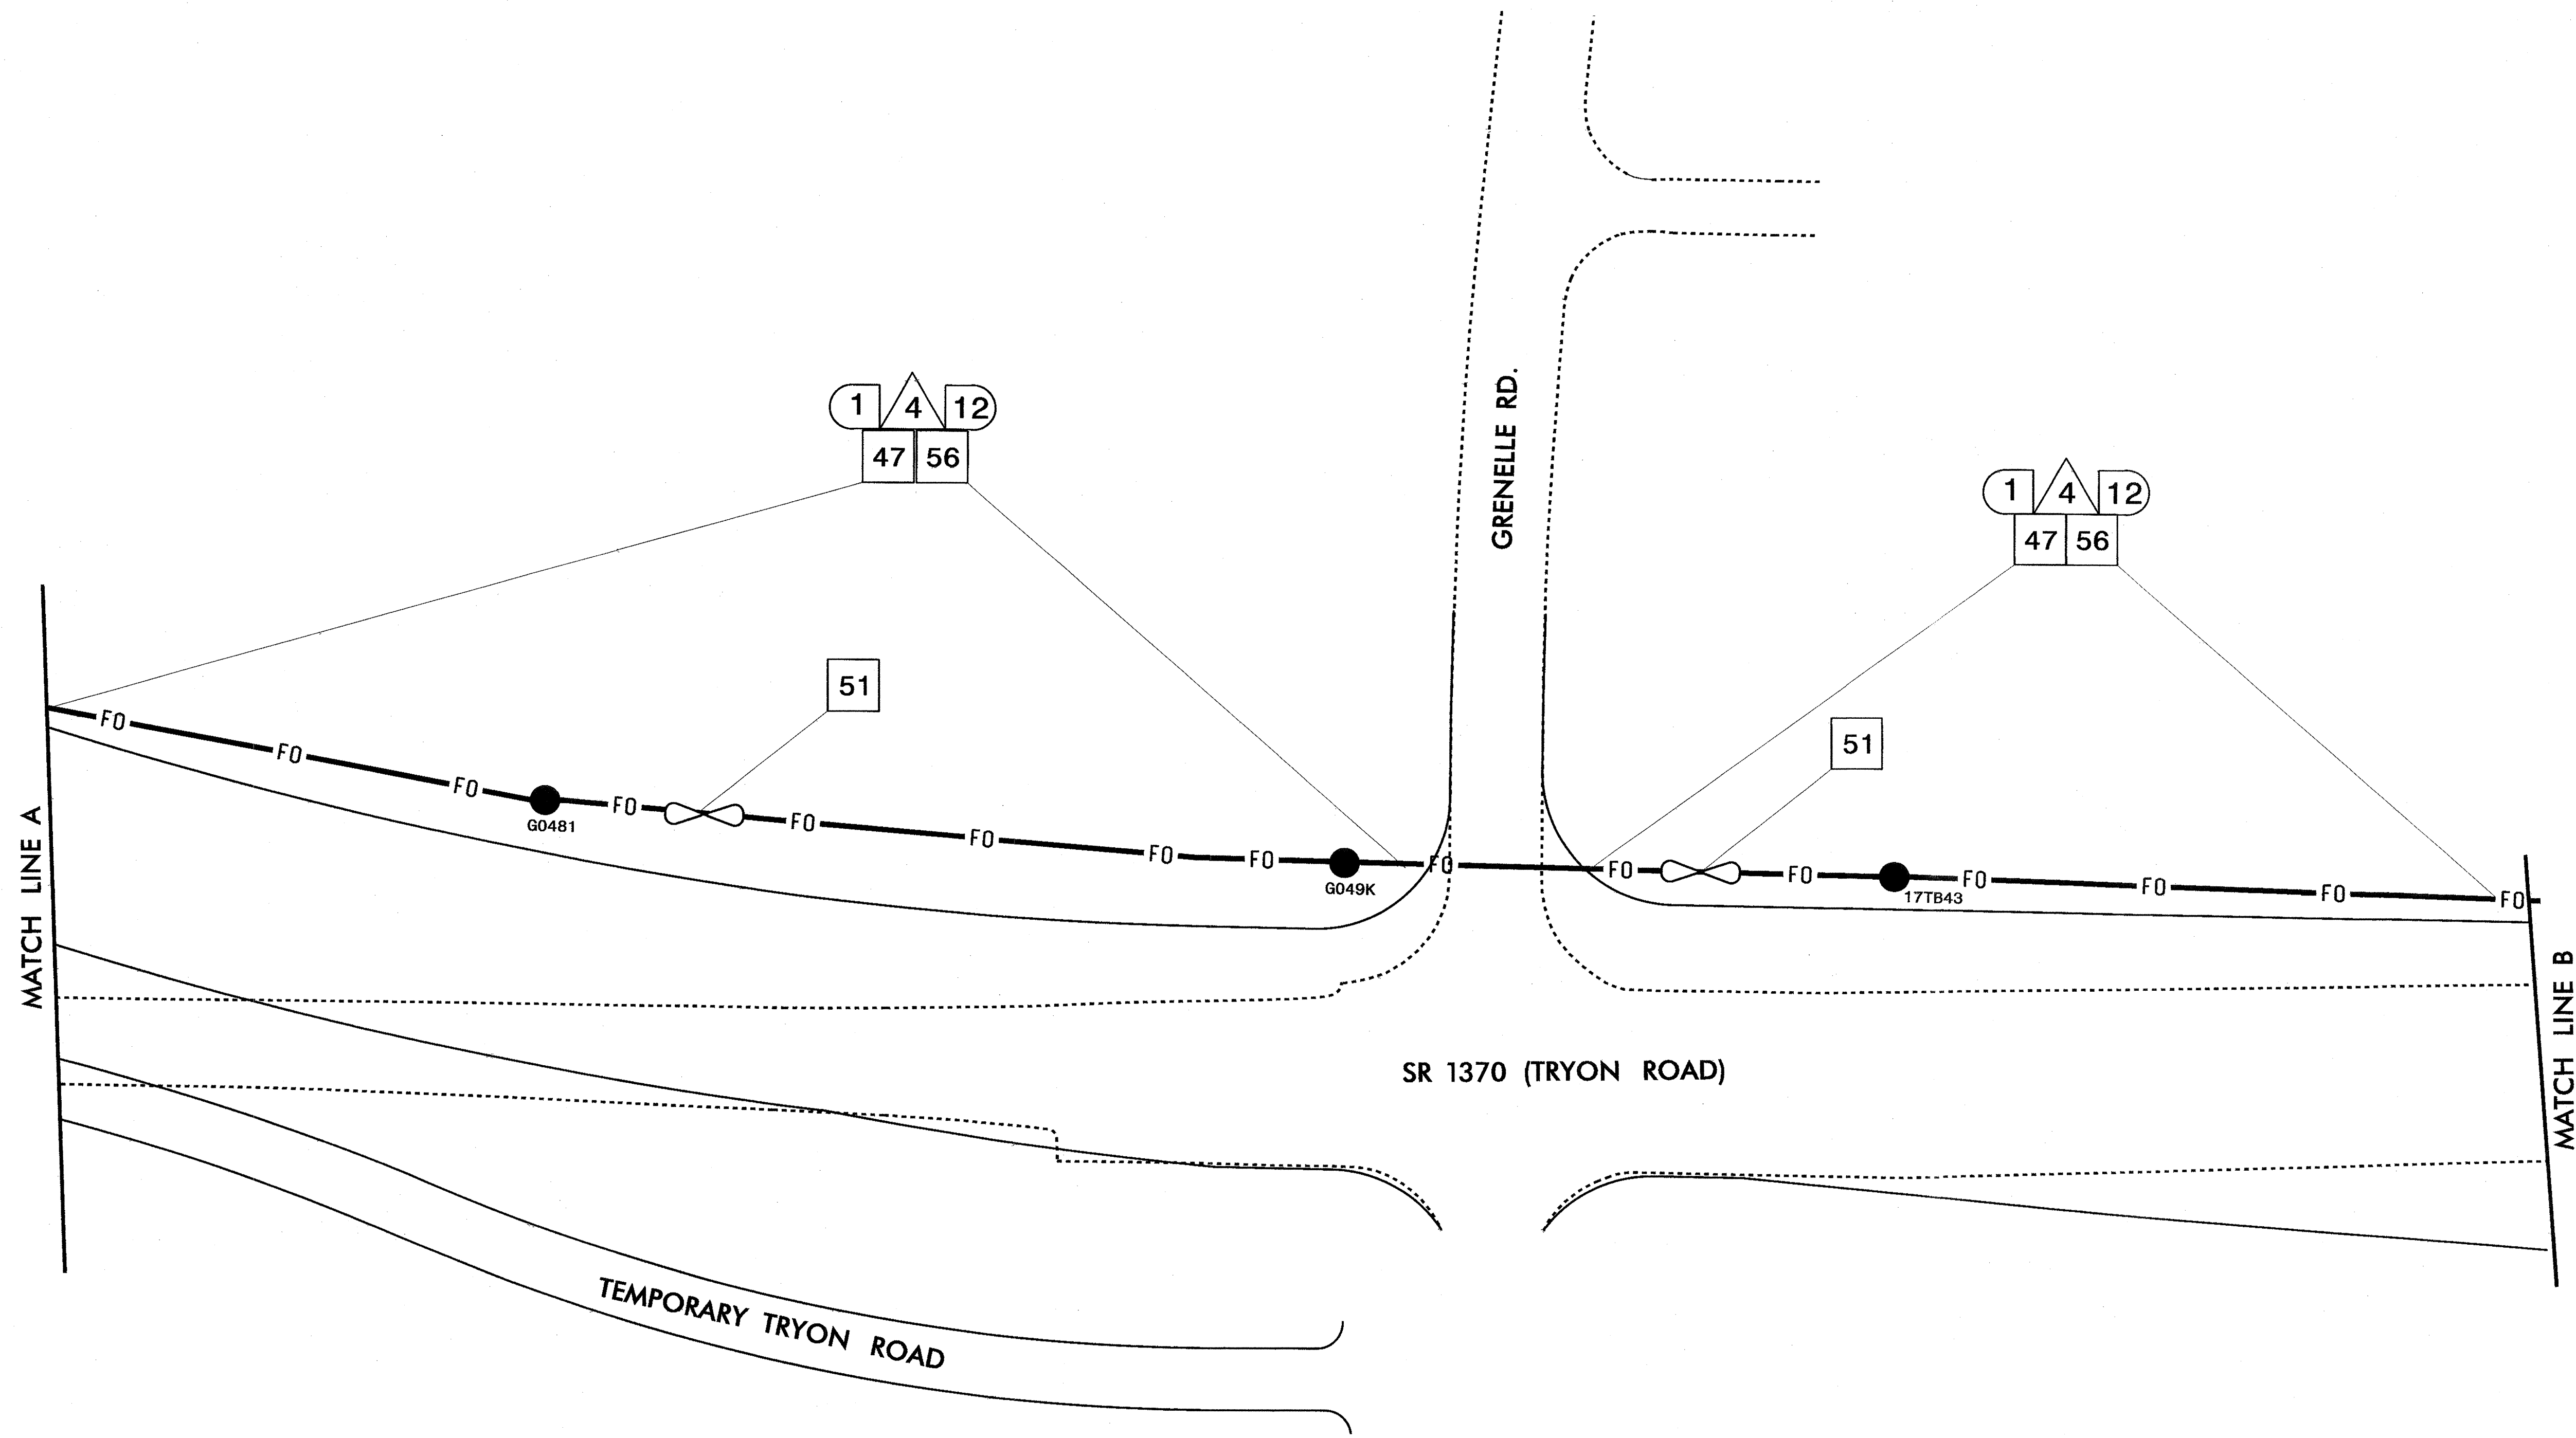 GRENELLE RD.
1 4 12
47 56
1 4 12
47 56
51
51
FO FO FO FO FO FO FO FO FO FO FO FO FO FO FO
G0481
G049K
17TB43
MATCH LINE A
MATCH LINE B
SR 1370 (TRYON ROAD)
TEMPORARY TRYON ROAD